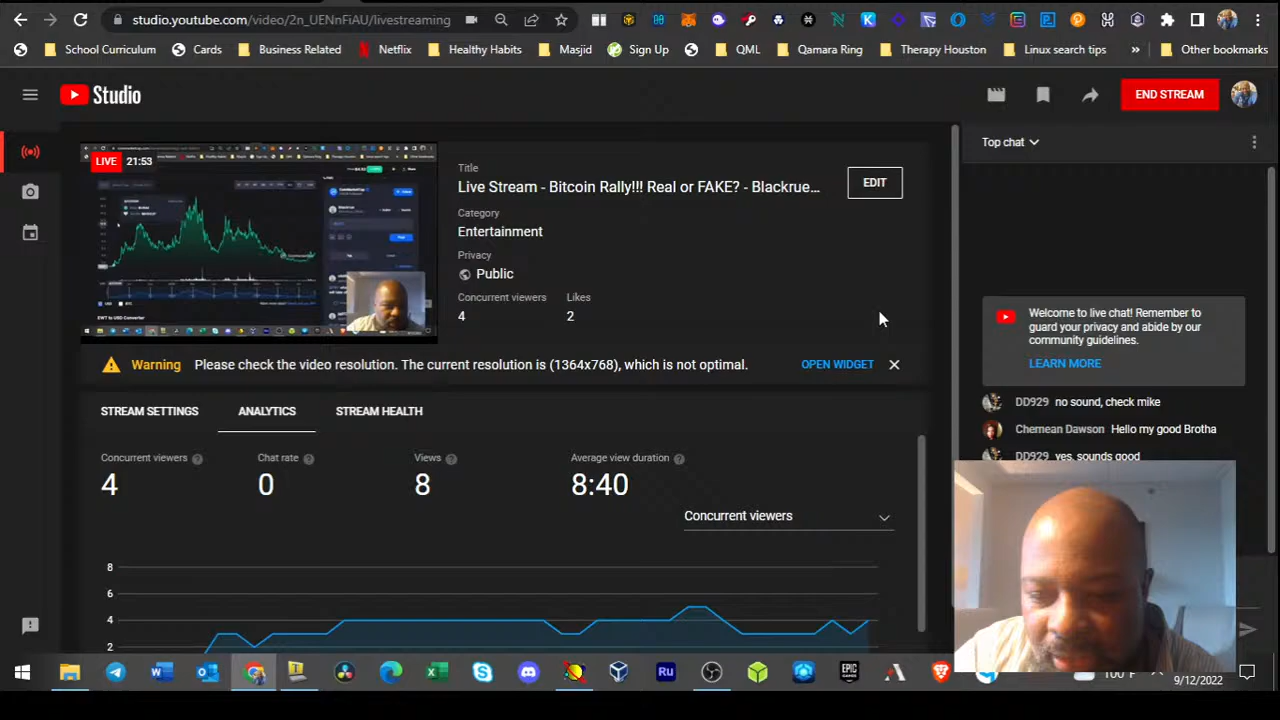 studio.youtube.com/video/2n_UENnFiAU/livestreaming
School Curriculum
Cards
Business Related
Netflix
Healthy Habits
Masjid
Sign Up
QML
Qamara Ring
Therapy Houston
Linux search tips
»
Other bookmarks
Studio
END STREAM
LIVE 21:53
Title
Live Stream - Bitcoin Rally!!! Real or FAKE? - Blackrue...
EDIT
Category
Entertainment
Privacy
Public
Concurrent viewers
Likes
4
2
Warning Please check the video resolution. The current resolution is (1364x768), which is not optimal.
OPEN WIDGET
STREAM SETTINGS
ANALYTICS
STREAM HEALTH
Concurrent viewers
Chat rate
Views
Average view duration
4
0
8
8:40
Concurrent viewers
8
6
4
2
Top chat
Welcome to live chat! Remember to
guard your privacy and abide by our
community guidelines.
LEARN MORE
DD929 no sound, check mike
Chernean Dawson Hello my good Brotha
DD929 yes, sounds good
Ru
EPIC
GAMES
100°F
9/12/2022